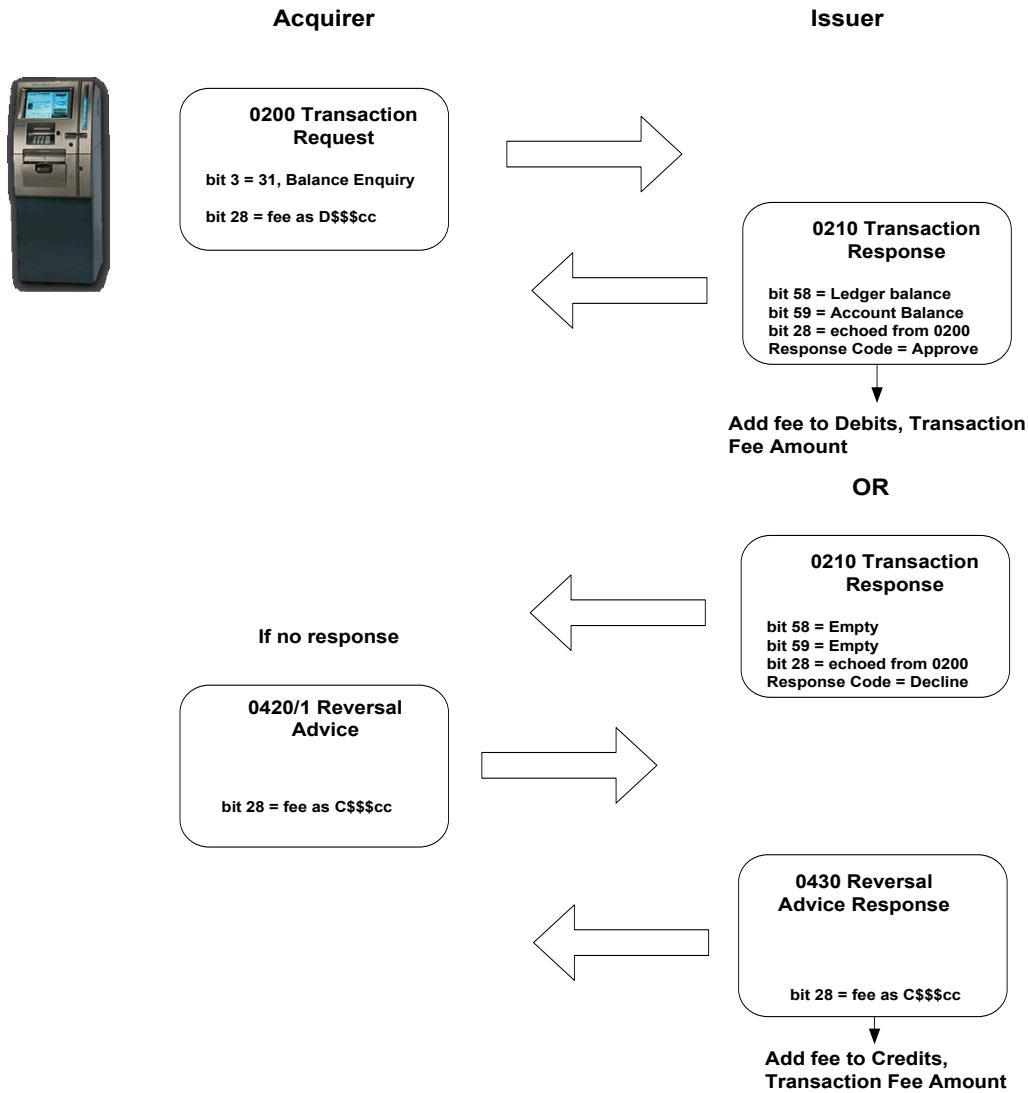 Acquirer
Issuer
0200 Transaction
Request
bit 3 = 31, Balance Enquiry
bit 28 = fee as D$$$cc
0210 Transaction
Response
bit 58 = Ledger balance
bit 59 = Account Balance
bit 28 = echoed from 0200
Response Code = Approve
Add fee to Debits, Transaction
Fee Amount
OR
0210 Transaction
Response
bit 58 = Empty
bit 59 = Empty
bit 28 = echoed from 0200
Response Code = Decline
If no response
0420/1 Reversal
Advice
bit 28 = fee as C$$$cc
0430 Reversal
Advice Response
bit 28 = fee as C$$$cc
Add fee to Credits,
Transaction Fee Amount